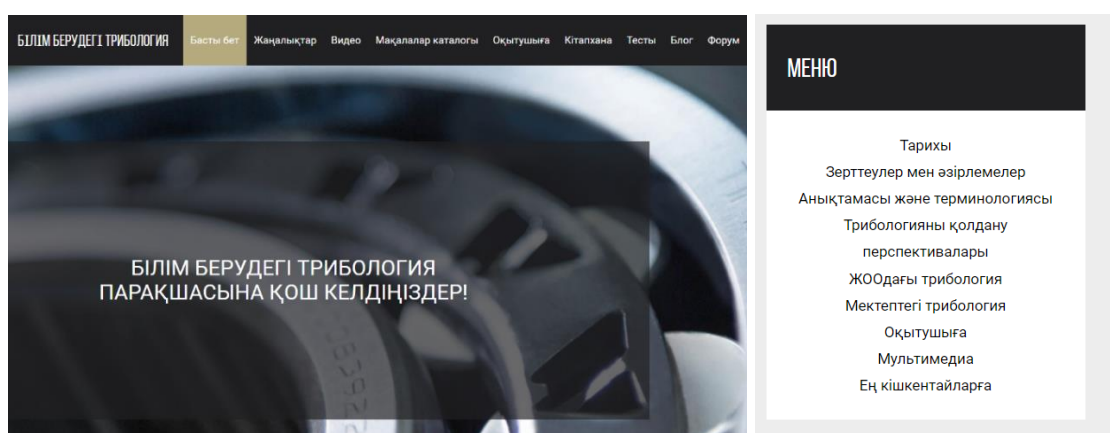 БІЛІМ БЕРУДЕГІ ТРИБОЛОГИЯ Басты бет Жаңалықтар Видео Мақалалар каталогы Оқытушыға Кітапхана Тесты Блог Форум
БІЛІМ БЕРУДЕГІ ТРИБОЛОГИЯ
ПАРАҚШАСЫНА ҚОШ КЕЛДІҢІЗДЕР!
МЕНЮ
Тарихы
Зерттеулер мен әзірлемелер
Анықтамасы және терминологиясы
Трибологияны қолдану
перспективалары
ЖООдағы трибология
Мектептегі трибология
Оқытушыға
Мультимедиа
Ең кішкентайларға